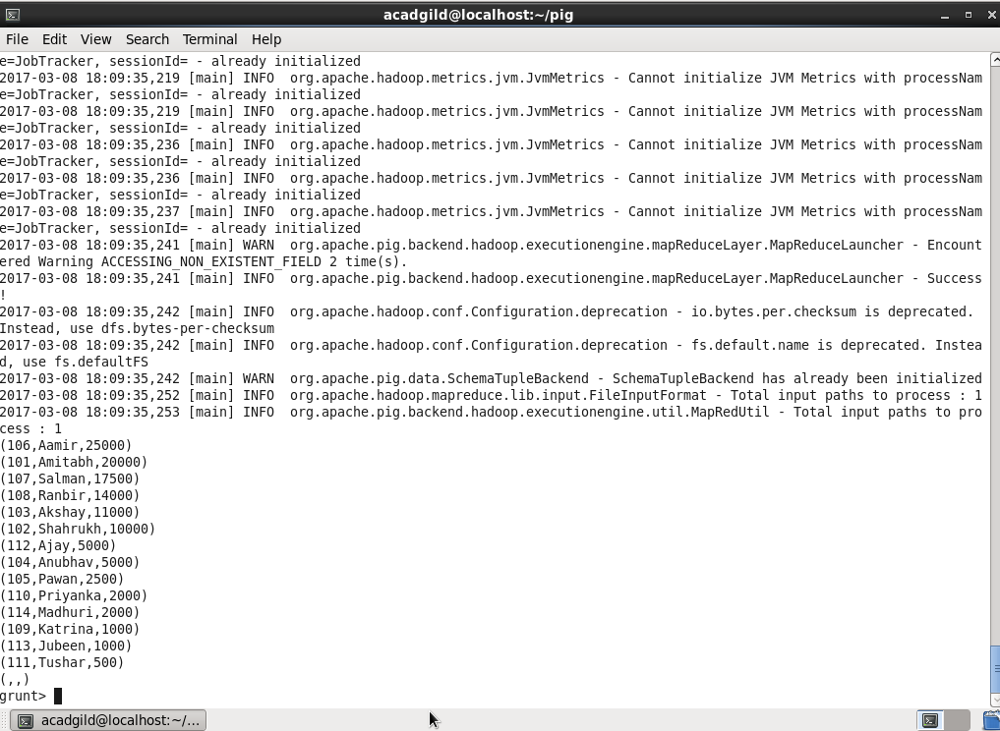 acadgild@localhost:~/pig
File Edit View Search Terminal Help
e=JobTracker, sessionId= - already initialized
2017-03-08 18:09:35,219 [main] INFO  org.apache.hadoop.metrics.jvm.JvmMetrics - Cannot initialize JVM Metrics with processNam
e=JobTracker, sessionId= - already initialized
2017-03-08 18:09:35,219 [main] INFO  org.apache.hadoop.metrics.jvm.JvmMetrics - Cannot initialize JVM Metrics with processNam
e=JobTracker, sessionId= - already initialized
2017-03-08 18:09:35,236 [main] INFO  org.apache.hadoop.metrics.jvm.JvmMetrics - Cannot initialize JVM Metrics with processNam
e=JobTracker, sessionId= - already initialized
2017-03-08 18:09:35,236 [main] INFO  org.apache.hadoop.metrics.jvm.JvmMetrics - Cannot initialize JVM Metrics with processNam
e=JobTracker, sessionId= - already initialized
2017-03-08 18:09:35,237 [main] INFO  org.apache.hadoop.metrics.jvm.JvmMetrics - Cannot initialize JVM Metrics with processNam
e=JobTracker, sessionId= - already initialized
2017-03-08 18:09:35,241 [main] WARN  org.apache.pig.backend.hadoop.executionengine.mapReduceLayer.MapReduceLauncher - Encount
ered Warning ACCESSING_NON_EXISTENT_FIELD 2 time(s).
2017-03-08 18:09:35,241 [main] INFO  org.apache.pig.backend.hadoop.executionengine.mapReduceLayer.MapReduceLauncher - Success
!
2017-03-08 18:09:35,242 [main] INFO  org.apache.hadoop.conf.Configuration.deprecation - io.bytes.per.checksum is deprecated.
Instead, use dfs.bytes-per-checksum
2017-03-08 18:09:35,242 [main] INFO  org.apache.hadoop.conf.Configuration.deprecation - fs.default.name is deprecated. Instea
d, use fs.defaultFS
2017-03-08 18:09:35,242 [main] WARN  org.apache.pig.data.SchemaTupleBackend - SchemaTupleBackend has already been initialized
2017-03-08 18:09:35,252 [main] INFO  org.apache.hadoop.mapreduce.lib.input.FileInputFormat - Total input paths to process : 1
2017-03-08 18:09:35,253 [main] INFO  org.apache.pig.backend.hadoop.executionengine.util.MapRedUtil - Total input paths to pro
cess : 1
(106,Aamir,25000)
(101,Amitabh,20000)
(107,Salman,17500)
(108,Ranbir,14000)
(103,Akshay,11000)
(102,Shahrukh,10000)
(112,Ajay,5000)
(104,Anubhav,5000)
(105,Pawan,2500)
(110,Priyanka,2000)
(114,Madhuri,2000)
(109,Katrina,1000)
(113,Jubeen,1000)
(111,Tushar,500)
(,,)
grunt>
acadgild@localhost:~/...